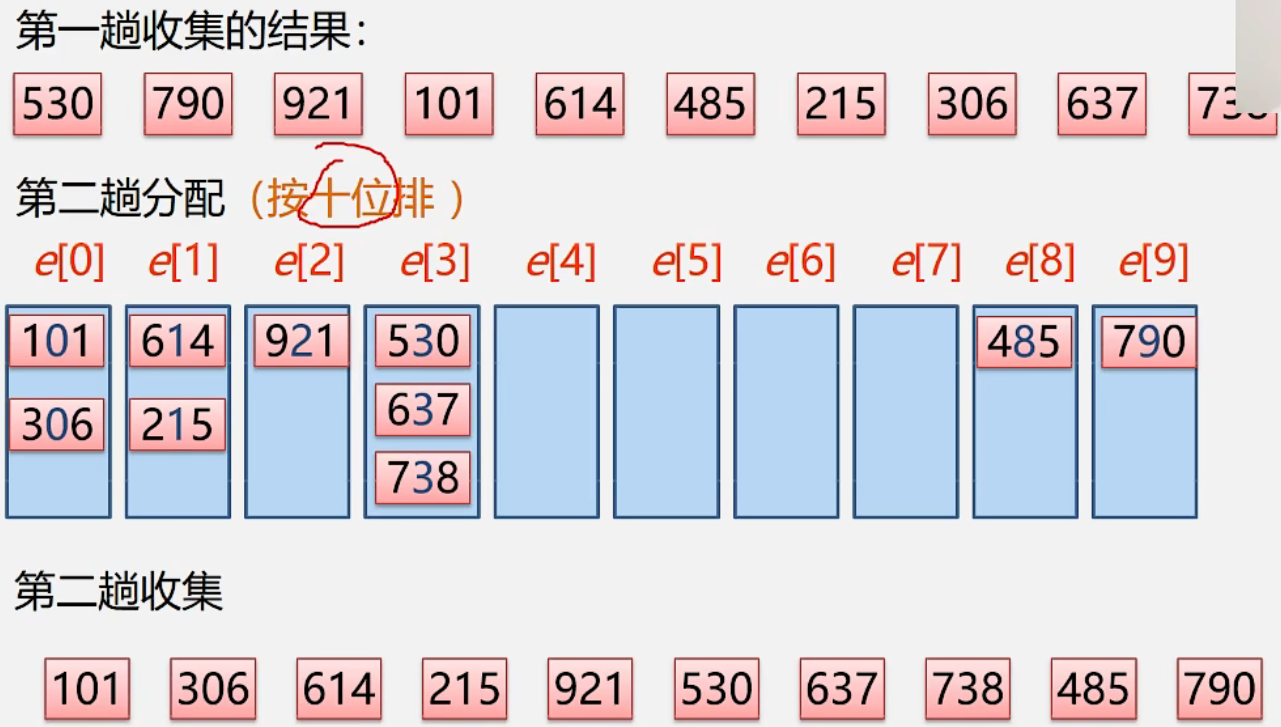 第一趟收集的结果：
530 790 921 101 614 485 215 306 637
第二趟分配（按十位排 ）
e[0] e[1] e[2] e[3] e[4] e[5] e[6] e[7] e[8] e[9]
101 614 921 530 485 790
306 215 637
738
第二趟收集
101 306 614 215 921 530 637 738 485 790